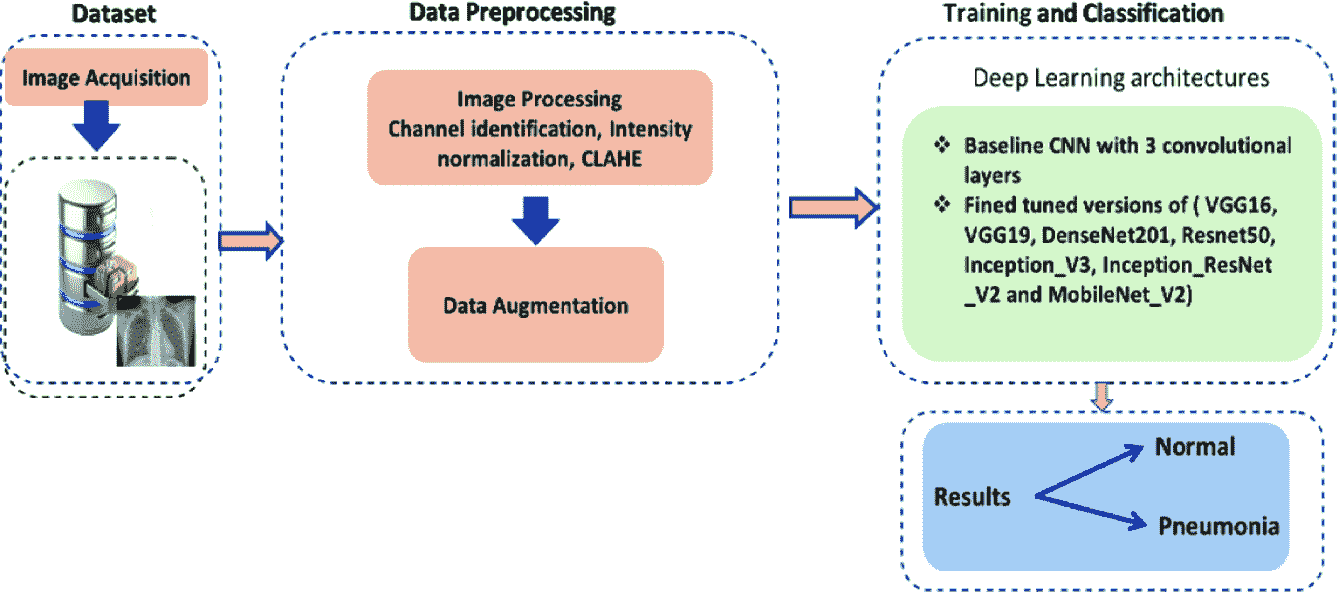 Dataset
Image Acquisition
Data Preprocessing
Image Processing
Channel identification, Intensity
normalization, CLAHE
Data Augmentation
Training and Classification
Deep Learning architectures
❖ Baseline CNN with 3 convolutional
layers
❖ Fined tuned versions of ( VGG16,
VGG19, DenseNet201, Resnet50,
Inception_V3, Inception_ResNet
_V2 and MobileNet_V2)
Results
Normal
Pneumonia